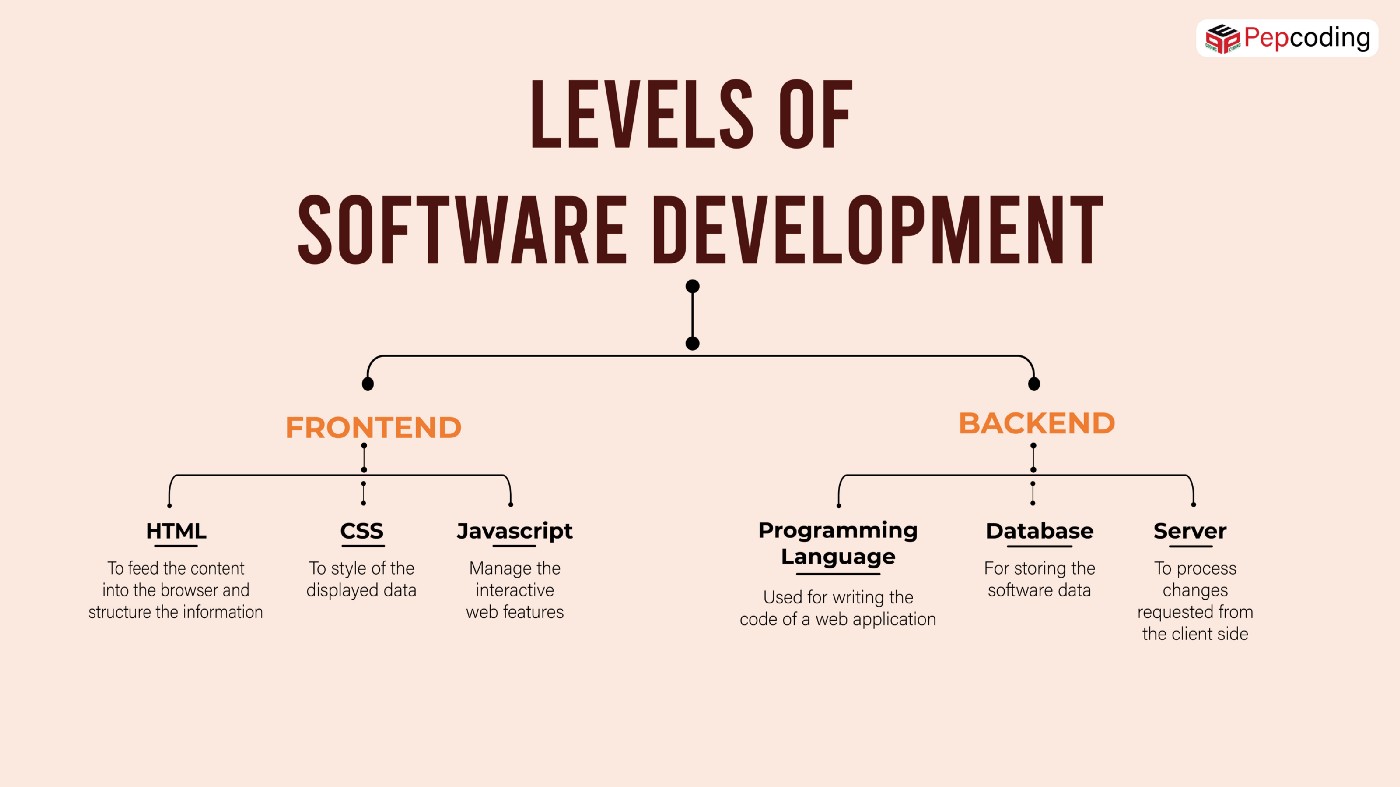 Pepcoding
LEVELS OF
SOFTWARE DEVELOPMENT
FRONTEND
HTML
To feed the content
into the browser and
structure the information
CSS
To style of the
displayed data
Javascript
Manage the
interactive
web features
BACKEND
Programming
Language
Used for writing the
code of a web application
Database
For storing the
software data
Server
To process
changes
requested from
the client side